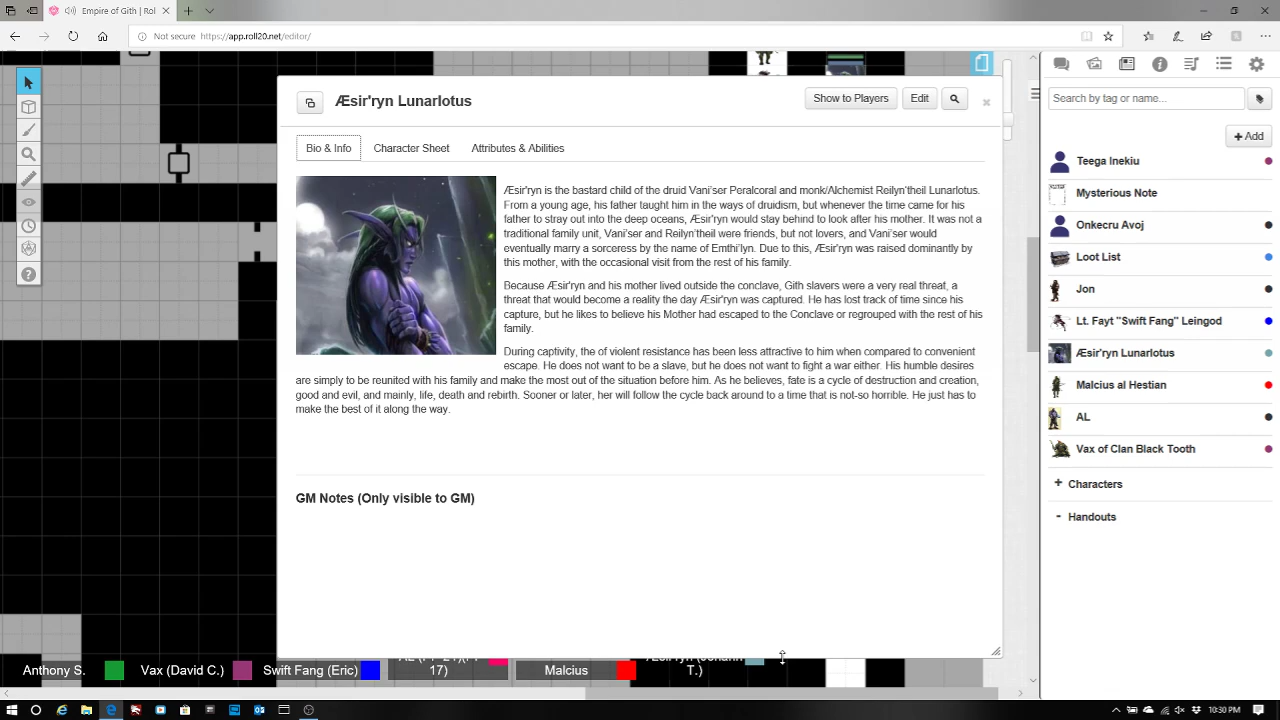 Empire of Gith | Rol
Not secure https://app.roll20.net/editor/
Æsir'ryn Lunarlotus
Show to Players
Edit
Bio & Info
Character Sheet
Attributes & Abilities
Æsir'ryn is the bastard child of the druid Vani'ser Peralcoral and monk/Alchemist Reilyn'theil Lunarlotus.
From a young age, his father taught him in the ways of druidism, but whenever the time came for his
father to stray out into the deep oceans, Æsir'ryn would stay behind to look after his mother. It was not a
traditional family unit, Vani'ser and Reilyn'theil were friends, but not lovers, and Vani'ser would
eventually marry a sorceress by the name of Emthi'lyn. Due to this, Æsir'ryn was raised dominantly by
this mother, with the occasional visit from the rest of his family.
Because Æsir'ryn and his mother lived outside the conclave, Gith slavers were a very real threat, a
threat that would become a reality the day Æsir'ryn was captured. He has lost track of time since his
capture, but he likes to believe his Mother had escaped to the Conclave or regrouped with the rest of his
family.
During captivity, the of violent resistance has been less attractive to him when compared to convenient
escape. He does not want to be a slave, but he does not want to fight a war either. His humble desires
are simply to be reunited with his family and make the most out of the situation before him. As he believes, fate is a cycle of destruction and creation,
good and evil, and mainly, life, death and rebirth. Sooner or later, her will follow the cycle back around to a time that is not-so horrible. He just has to
make the best of it along the way.
GM Notes (Only visible to GM)
Search by tag or name...
+ Add
Teega Inekiu
Mysterious Note
Onkecru Avoj
Loot List
Jon
Lt. Fayt "Swift Fang" Leingod
Æsir'ryn Lunarlotus
Malcius al Hestian
AL
Vax of Clan Black Tooth
+ Characters
- Handouts
Anthony S.
Vax (David C.)
Swift Fang (Eric)
17)
Malcius
T.)
10:30 PM